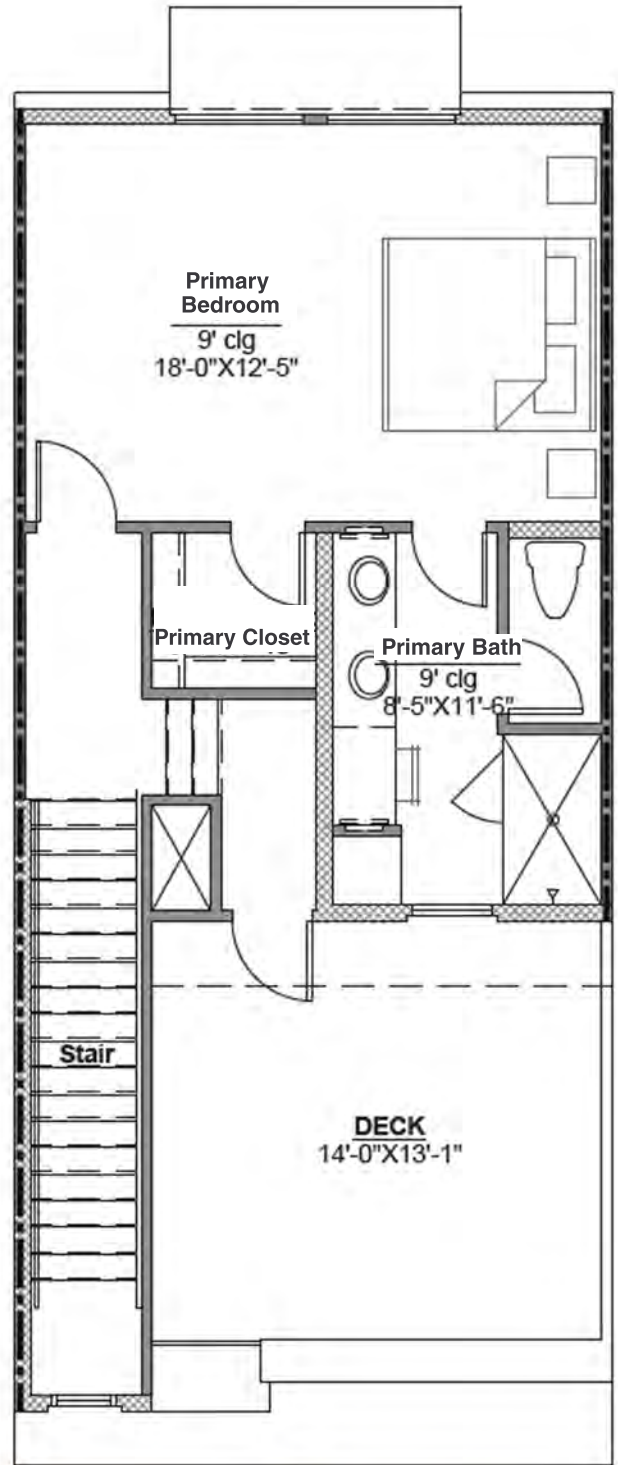 Primary
Bedroom
9' clg
18'-0"X12'-5"
Primary Closet
Primary Bath
9' clg
8'-5"X11'-6"
Stair
DECK
14'-0"X13'-1"